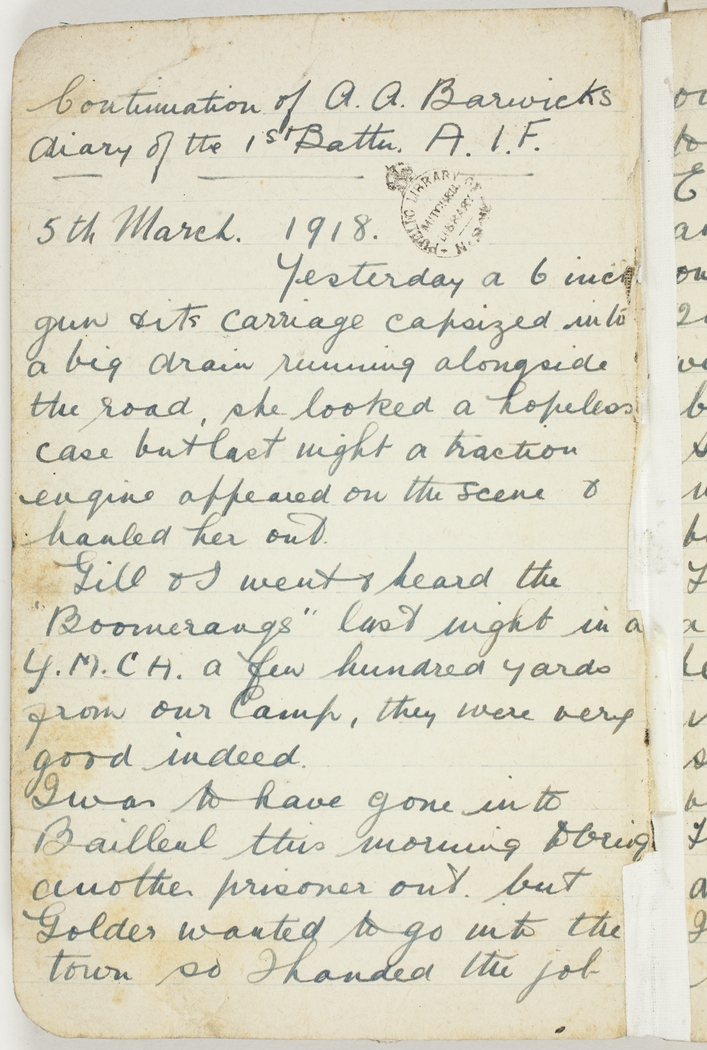 Continuation of A. A. Barwicks
diary of the 1st Battn. A. I. F.
PUBLIC LIBRARY OF N.S.W.
MITCHELL LIBRARY
5th March. 1918.
Yesterday a 6 inch
gun & its carriage capsized into
a big drain running alongside
the road, she looked a hopeless
case but last night a traction
engine appeared on the scene &
hauled her out.
Gill & I went & heard the
"Boomerangs" last night in a
Y.M.C.A. a few hundred yards
from our Camp, they were very
good indeed.
I was to have gone into
Bailleul this morning to bring
another prisoner out. but
Golder wanted to go into the
town so I handed the job